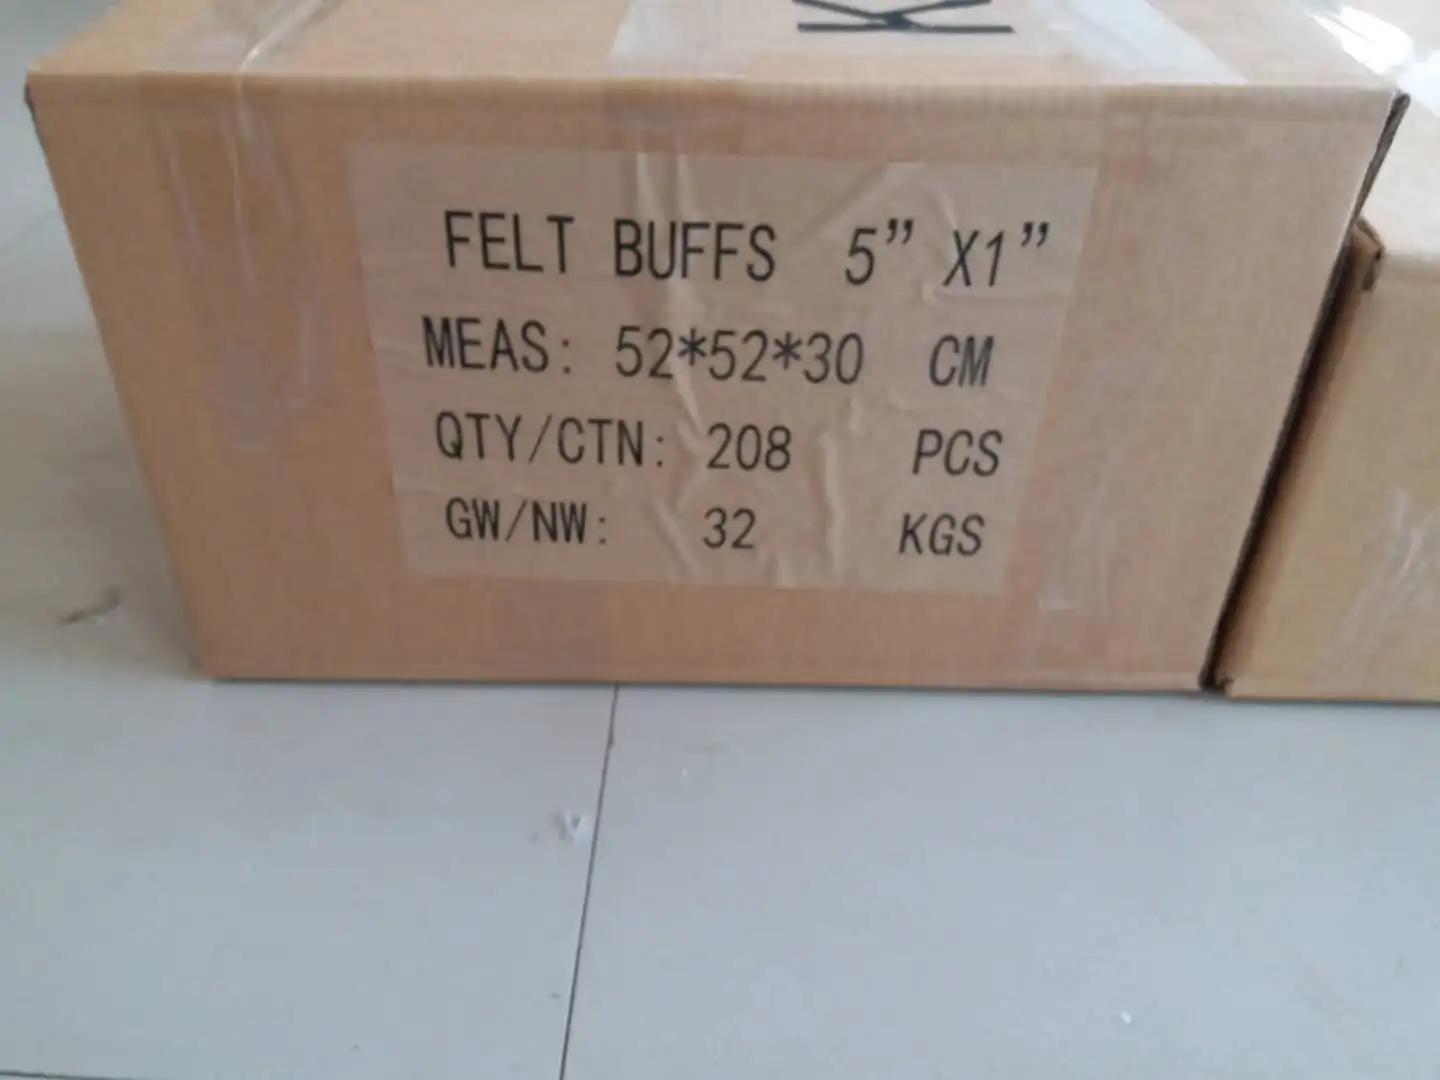 K
FELT BUFFS 5” X1”
MEAS: 52*52*30 CM
QTY/CTN: 208 PCS
GW/NW: 32 KGS